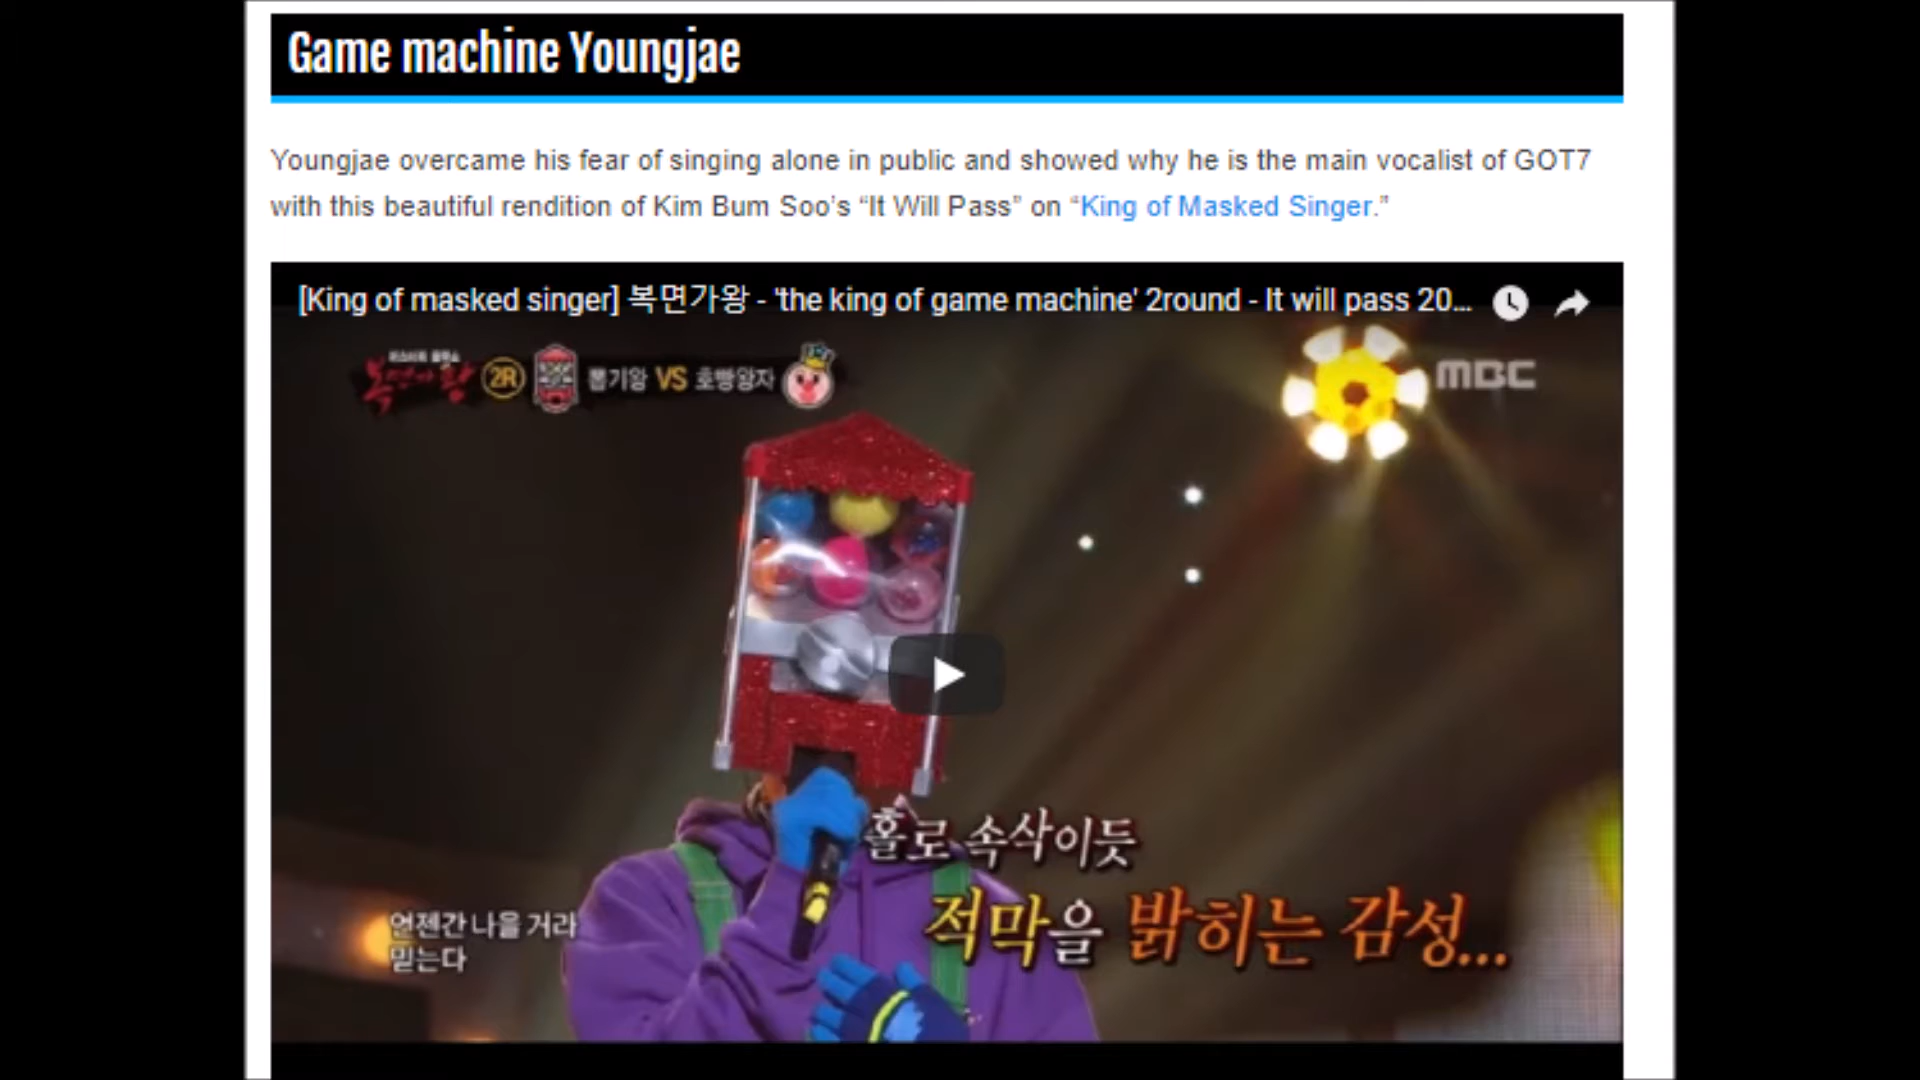 Game machine Youngjae
Youngjae overcame his fear of singing alone in public and showed why he is the main vocalist of GOT7
with this beautiful rendition of Kim Bum Soo’s “It Will Pass” on “King of Masked Singer.”
[King of masked singer] 복면가왕 - 'the king of game machine' 2round - It will pass 20...
복면가왕 2R 뽑기왕 VS 호빵왕자
MBC
홀로 속삭이듯
적막을 밝히는 감성...
언젠간 나을 거라
믿는다